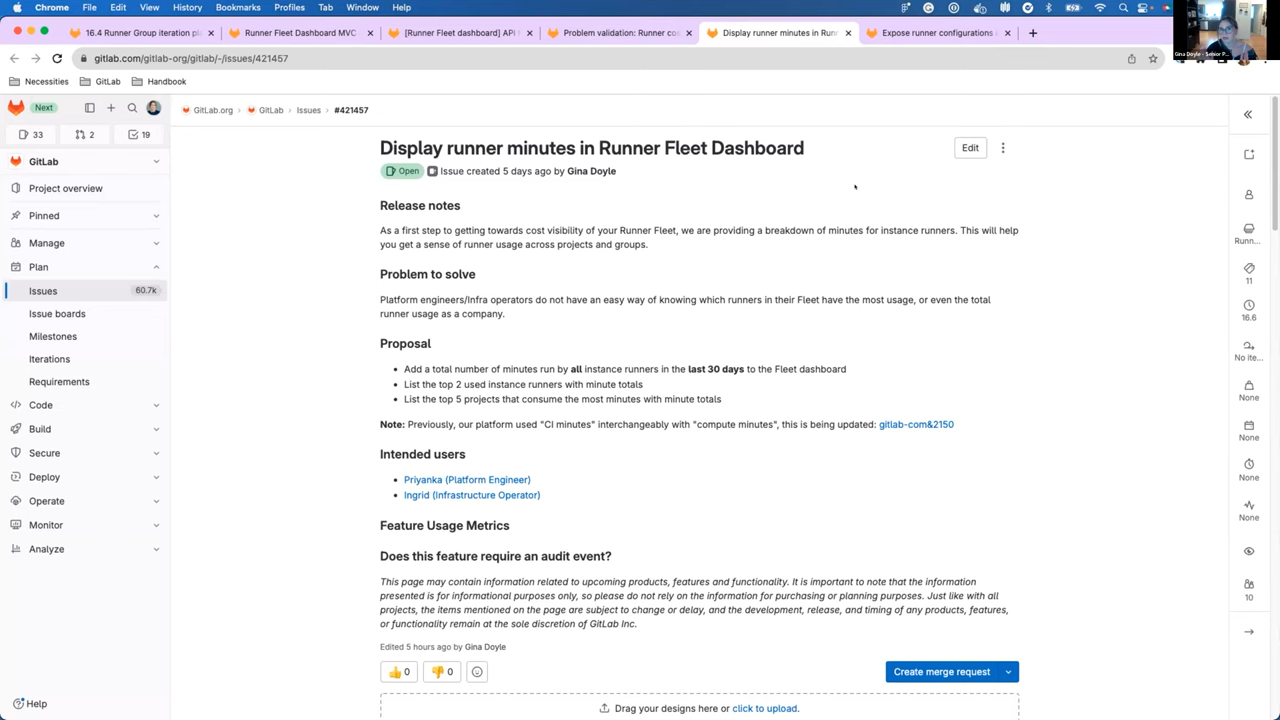 Chrome File Edit View History Bookmarks Profiles Tab Window Help
16.4 Runner Group iteration pla
Runner Fleet Dashboard MVC
[Runner Fleet dashboard] API f
Problem validation: Runner cos
Display runner minutes in Runn
Expose runner configurations
gitlab.com/gitlab-org/gitlab/-/issues/421457
Necessities GitLab Handbook
Next
33 2 19
GitLab
Project overview
Pinned
Manage
Plan
Issues 60.7k
Issue boards
Milestones
Iterations
Requirements
Code
Build
Secure
Deploy
Operate
Monitor
Analyze
Help
GitLab.org › GitLab › Issues › #421457
Display runner minutes in Runner Fleet Dashboard
Edit
Open Issue created 5 days ago by Gina Doyle
Release notes
As a first step to getting towards cost visibility of your Runner Fleet, we are providing a breakdown of minutes for instance runners. This will help
you get a sense of runner usage across projects and groups.
Problem to solve
Platform engineers/Infra operators do not have an easy way of knowing which runners in their Fleet have the most usage, or even the total
runner usage as a company.
Proposal
• Add a total number of minutes run by all instance runners in the last 30 days to the Fleet dashboard
• List the top 2 used instance runners with minute totals
• List the top 5 projects that consume the most minutes with minute totals
Note: Previously, our platform used "CI minutes" interchangeably with "compute minutes", this is being updated: gitlab-com&2150
Intended users
• Priyanka (Platform Engineer)
• Ingrid (Infrastructure Operator)
Feature Usage Metrics
Does this feature require an audit event?
This page may contain information related to upcoming products, features and functionality. It is important to note that the information
presented is for informational purposes only, so please do not rely on the information for purchasing or planning purposes. Just like with all
projects, the items mentioned on the page are subject to change or delay, and the development, release, and timing of any products, features,
or functionality remain at the sole discretion of GitLab Inc.
Edited 5 hours ago by Gina Doyle
0 0
Create merge request
Drag your designs here or click to upload.
Runn...
11
16.6
No ite...
None
None
None
None
10
Gina Doyle - Senior P...